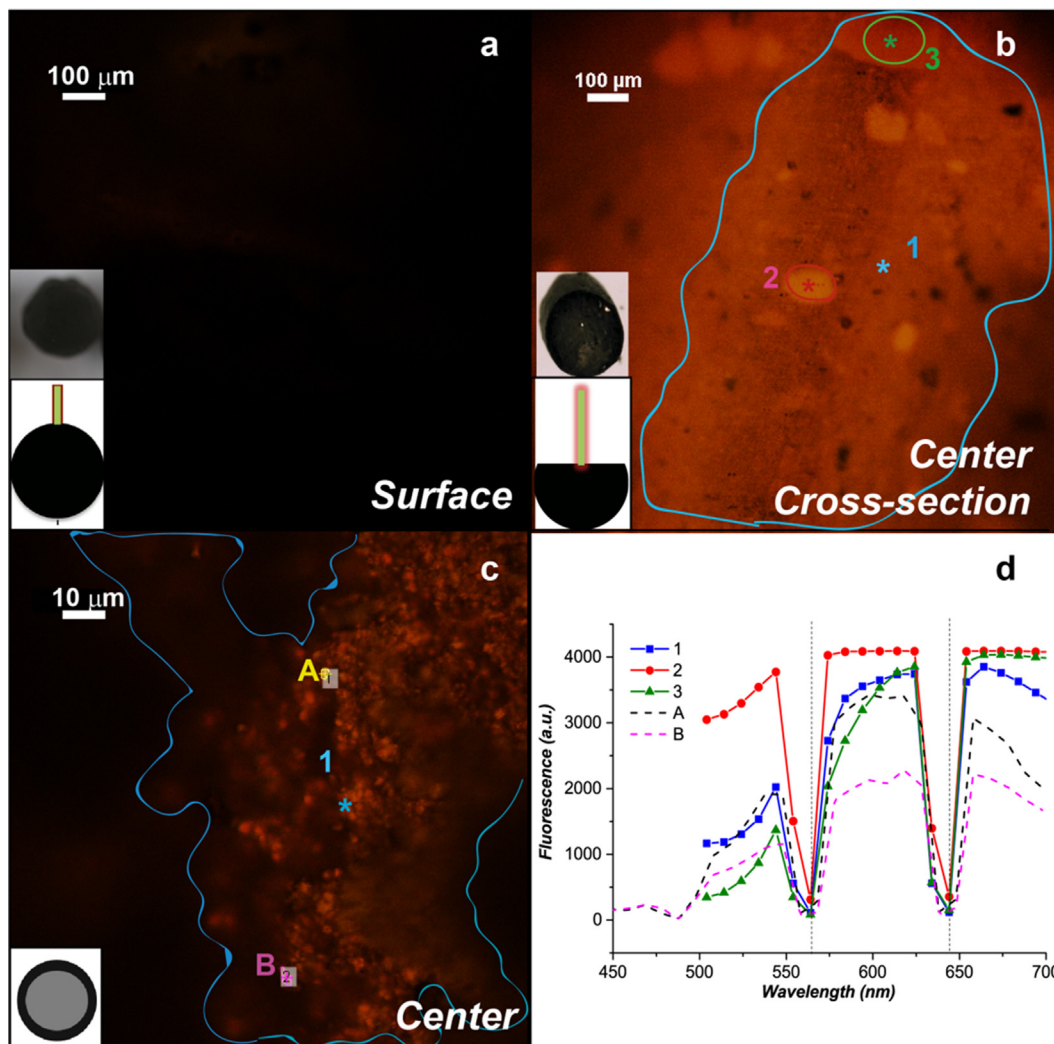 a
100 μm
Surface
b
100 μm
*
3
1
*
2
*
Center
Cross-section
c
10 μm
A
1
*
B
2
Center
d
1
2
3
A
B
4000
3000
2000
1000
0
Fluorescence (a.u.)
450
500
550
600
650
700
Wavelength (nm)